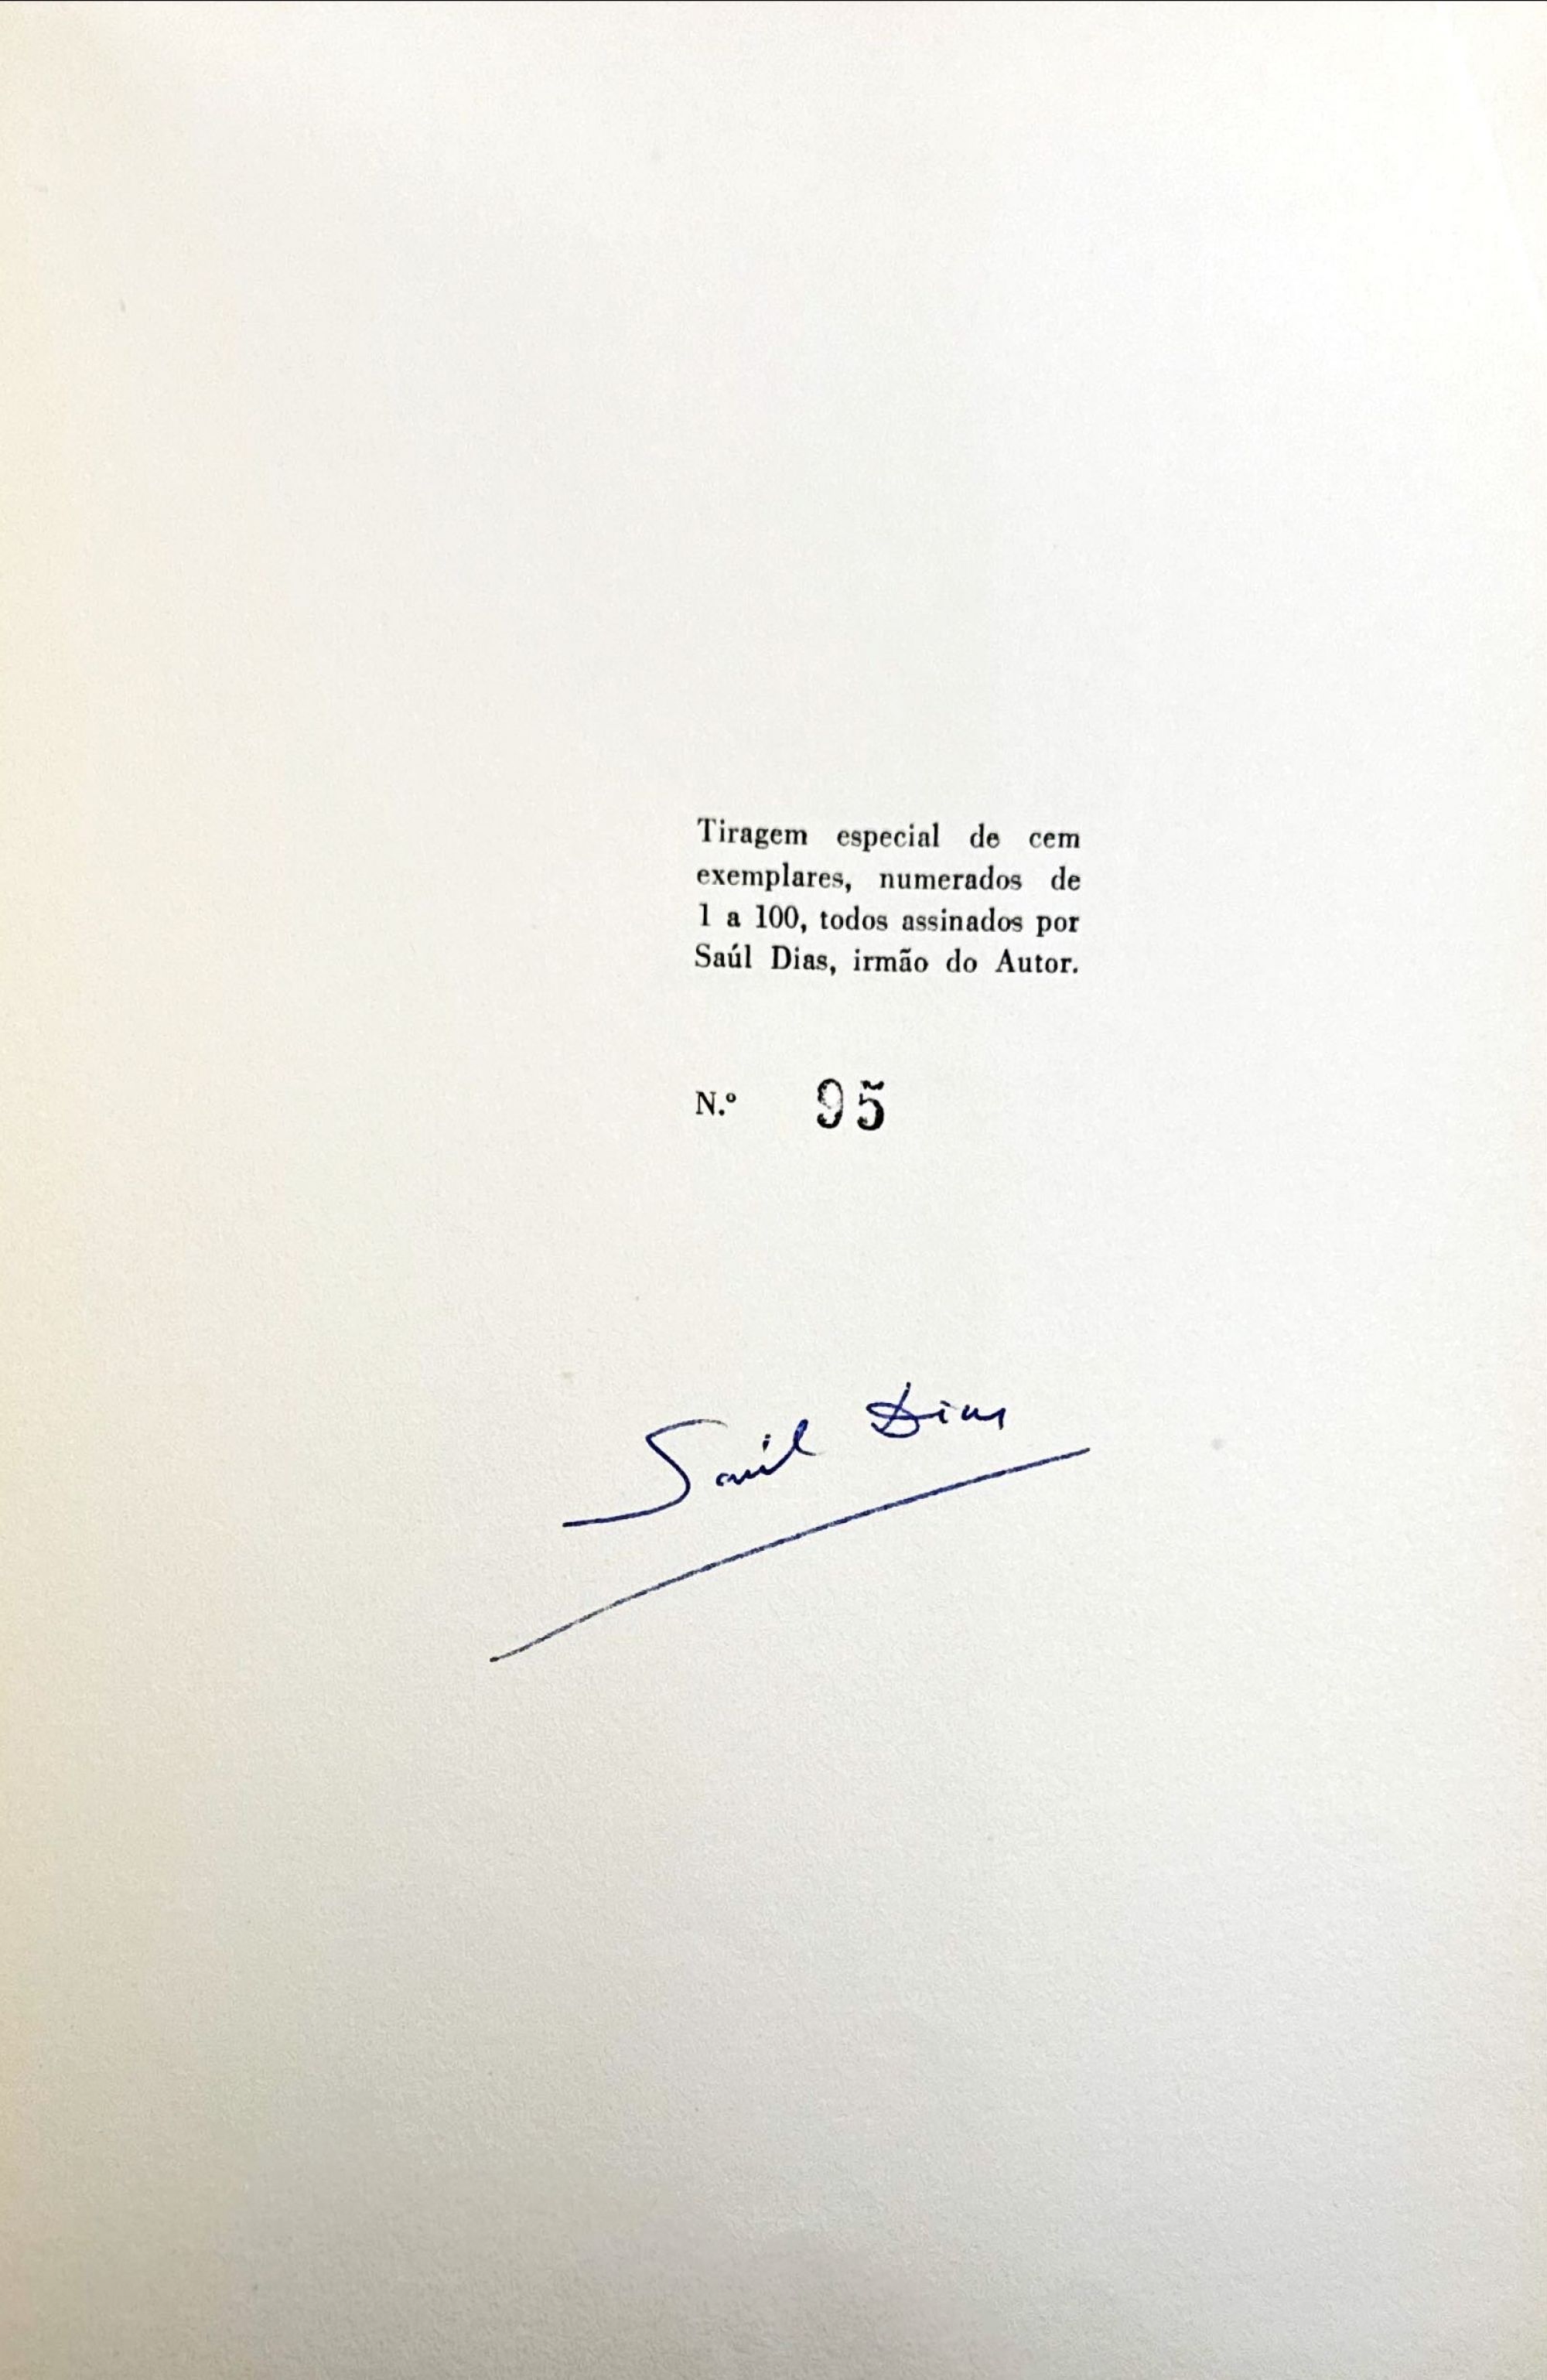 Tiragem especial de cem
exemplares, numerados de
1 a 100, todos assinados por
Saúl Dias, irmão do Autor.
N.º 95
Saúl Dias